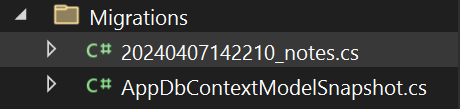 Migrations
C# 20240407142210_notes.cs
C# AppDbContextModelSnapshot.cs